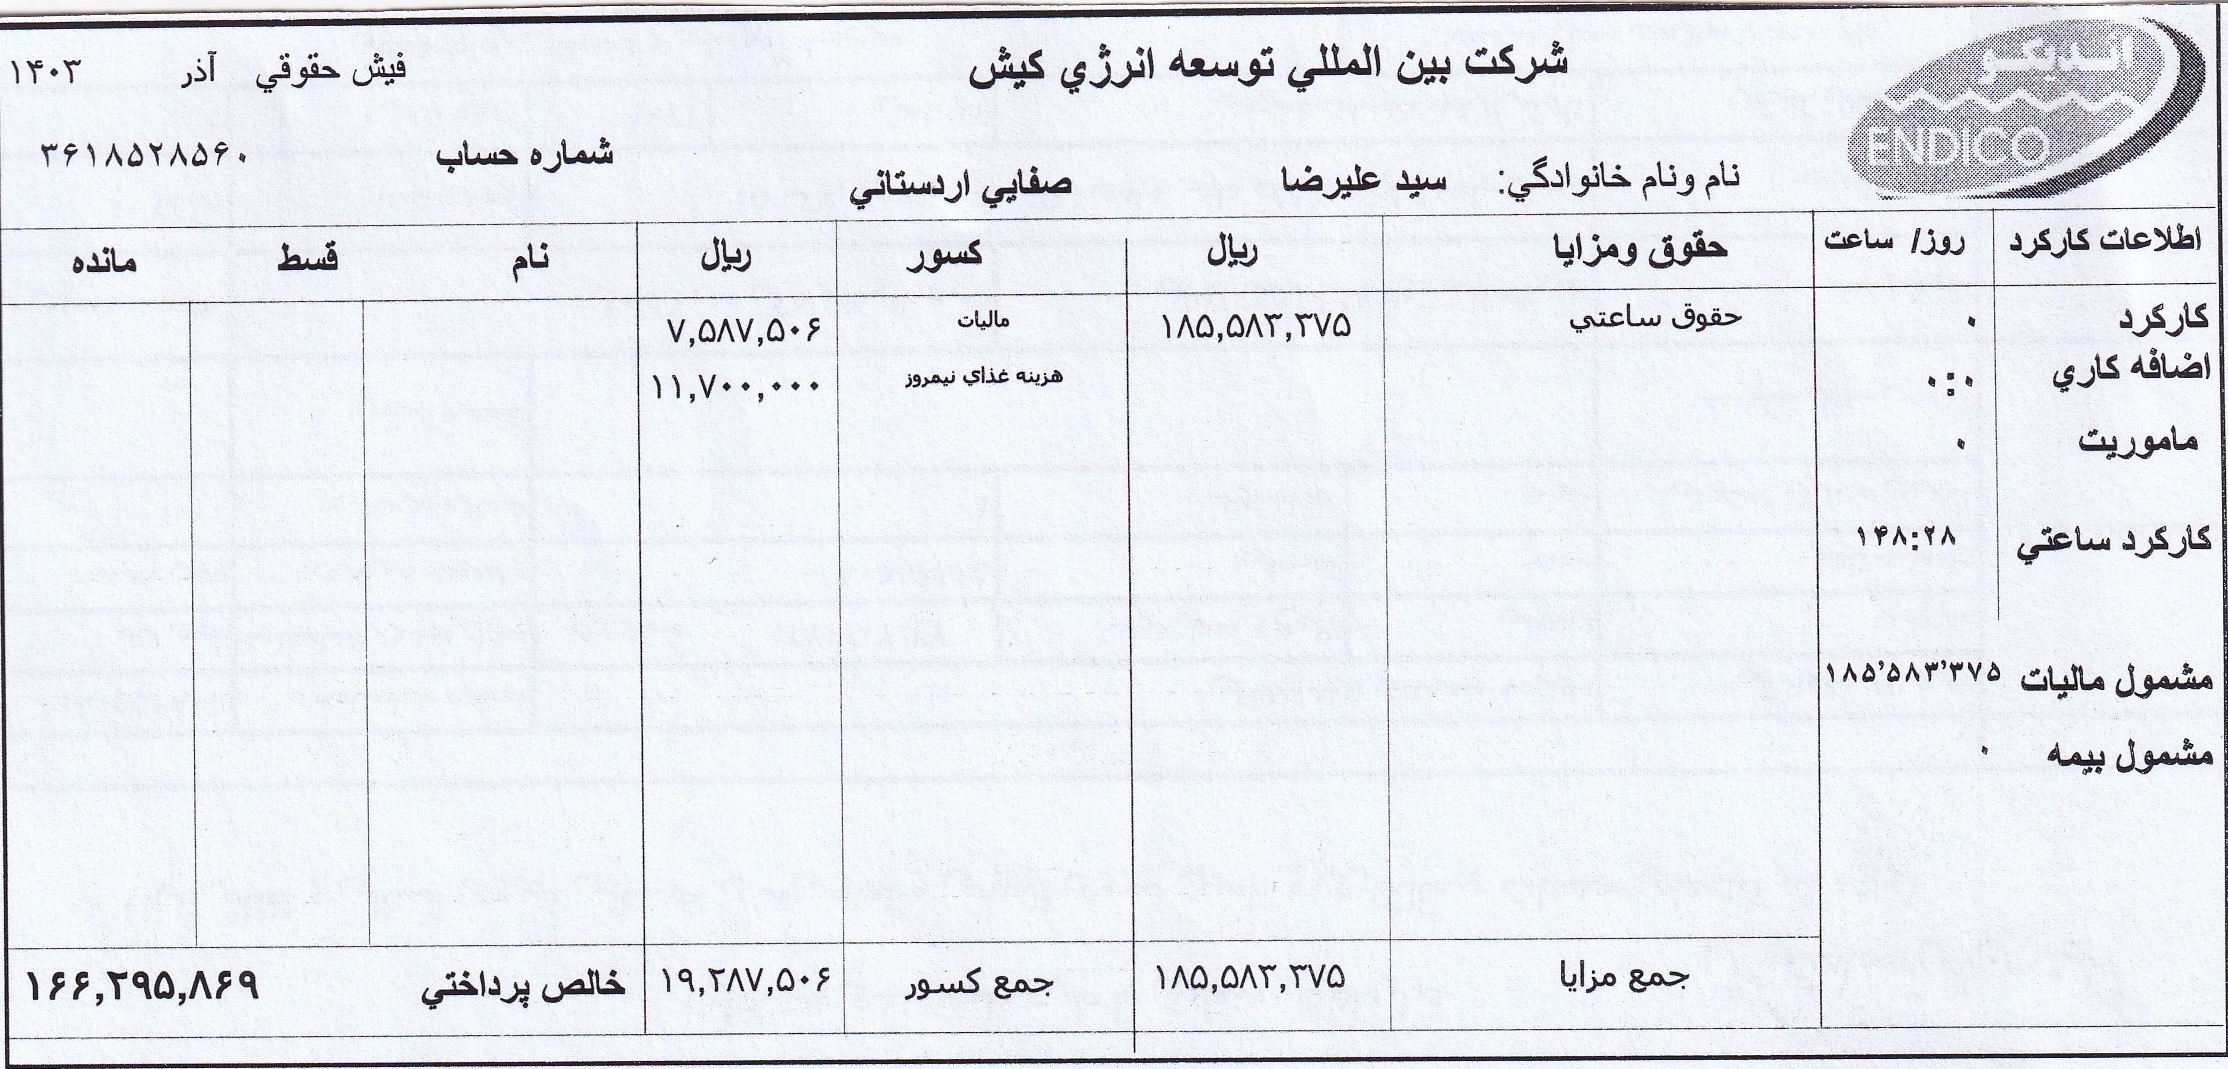 انديكو
ENDICO
شركت بين المللي توسعه انرژي كيش
فيش حقوقي آذر ۱۴۰۳
نام ونام خانوادگي: سيد عليرضا صفايي اردستاني
شماره حساب ۳۶۱۸۵۲۸۵۶۰
اطلاعات كاركرد روز/ ساعت حقوق ومزايا ريال كسور ريال نام قسط مانده
كاركرد ۰ حقوق ساعتي ۱۸۵,۵۸۳,۳۷۵ ماليات ۷,۵۸۷,۵۰۶
اضافه كاري ۰:۰ هزينه غذاي نيمروز ۱۱,۷۰۰,۰۰۰
ماموريت ۰
كاركرد ساعتي ۱۴۸:۲۸
مشمول ماليات ۱۸۵٬۵۸۳٬۳۷۵
مشمول بيمه ۰
جمع مزايا ۱۸۵,۵۸۳,۳۷۵ جمع كسور ۱۹,۲۸۷,۵۰۶ خالص پرداختي ۱۶۶,۲۹۵,۸۶۹